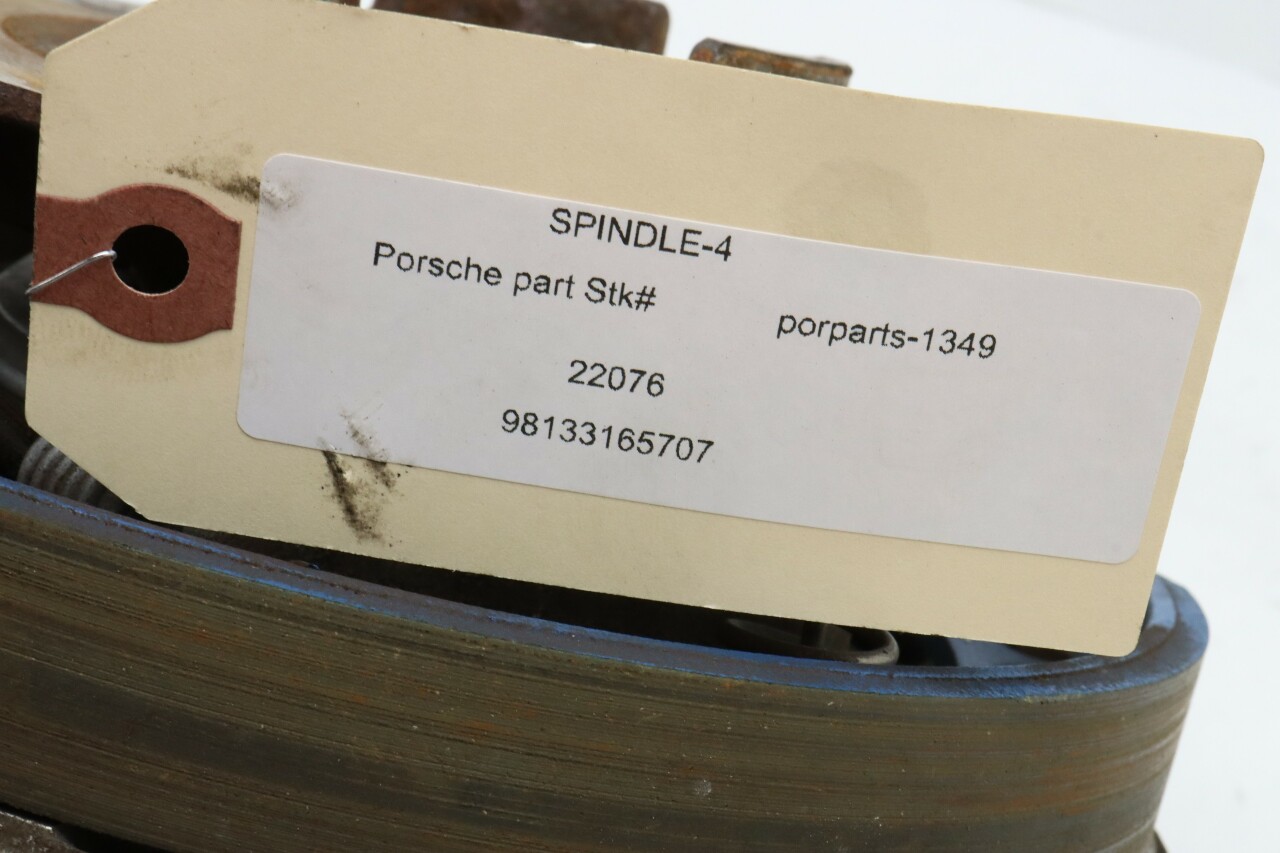 SPINDLE-4
Porsche part Stk# porparts-1349
22076
98133165707